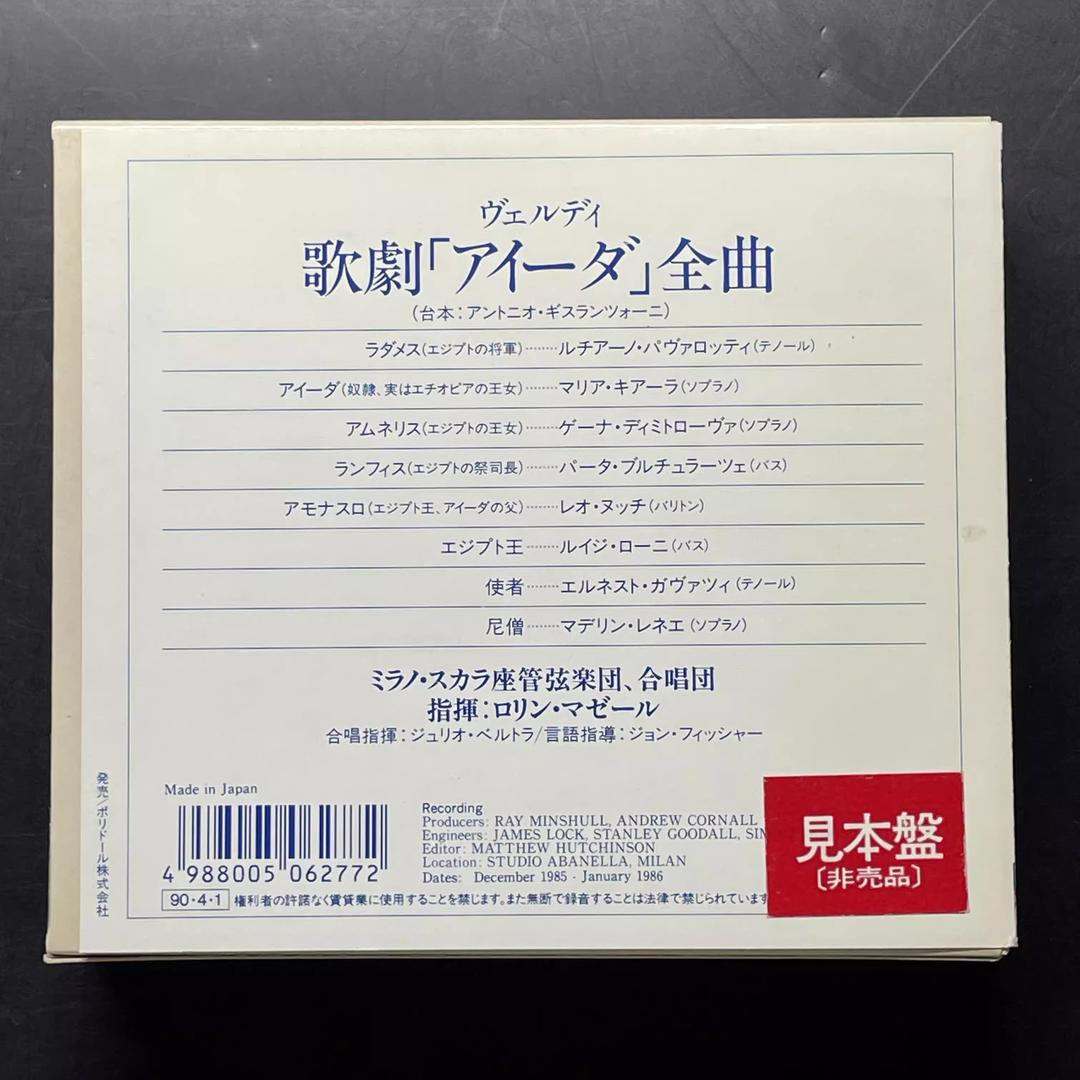 ヴェルディ
歌劇「アイーダ」全曲
(台本:アントニオ・ギスランツォーニ)
ラダメス(エジプトの将軍)········ルチアーノ・パヴァロッティ(テノール)
アイーダ(奴隷、実はエチオピアの王女)········マリア・キアーラ(ソプラノ)
アムネリス(エジプトの王女)········ゲーナ・ディミトローヴァ(ソプラノ)
ランフィス(エジプトの祭司長)········パータ・ブルチュラーツェ(バス)
アモナスロ(エジプト王、アイーダの父)········レオ・ヌッチ(バリトン)
エジプト王········ルイジ・ローニ(バス)
使者········エルネスト・ガヴァツィ(テノール)
尼僧········マデリン・レネエ(ソプラノ)
ミラノ・スカラ座管弦楽団、合唱団
指揮:ロリン・マゼール
合唱指揮:ジュリオ・ベルトラ/言語指導:ジョン・フィッシャー
発売/ポリドール株式会社
Made in Japan
4 988005 062772
90・4・1
Recording
Producers: RAY MINSHULL, ANDREW CORNALL
Engineers: JAMES LOCK, STANLEY GOODALL,
Editor: MATTHEW HUTCHINSON
Location: STUDIO ABANELLA, MILAN
Dates: December 1985 - January 1986
権利者の許諾なく賃貸業に使用することを禁じます。また無断で録音することは法律で禁じられています
見本盤
〔非売品〕